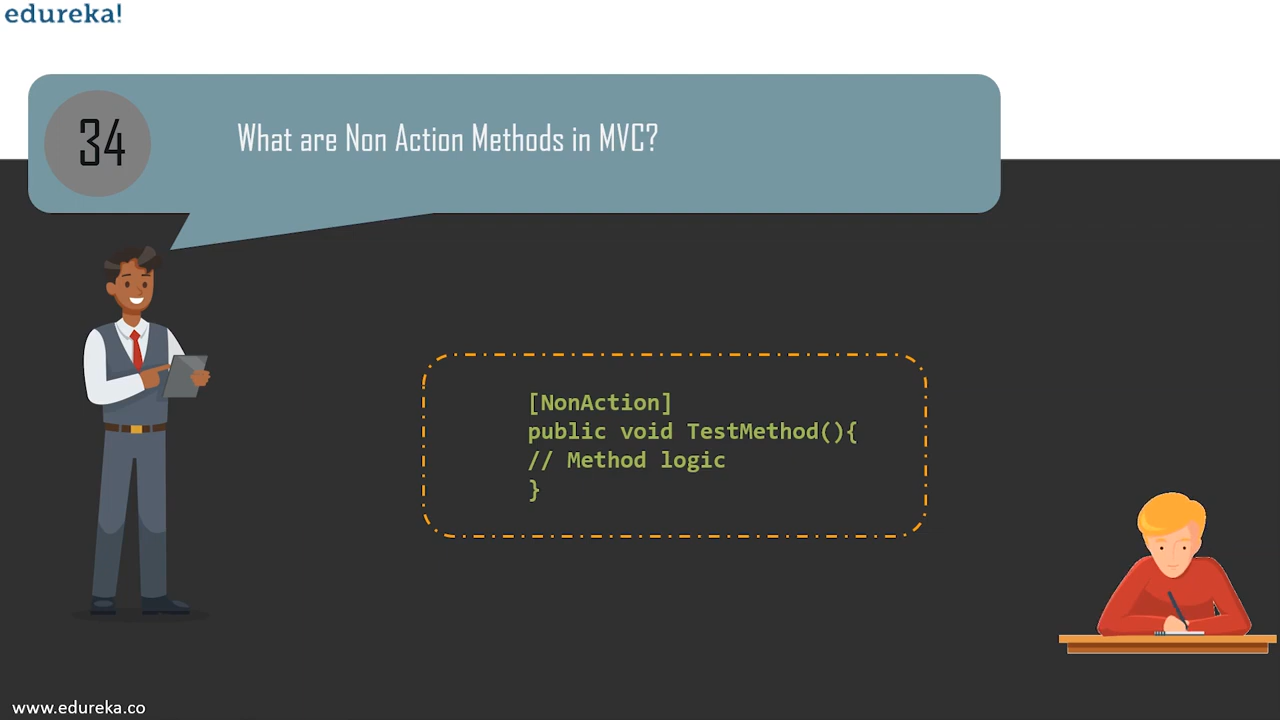 edureka!
34
What are Non Action Methods in MVC?
[NonAction]
public void TestMethod(){
// Method logic
}
www.edureka.co